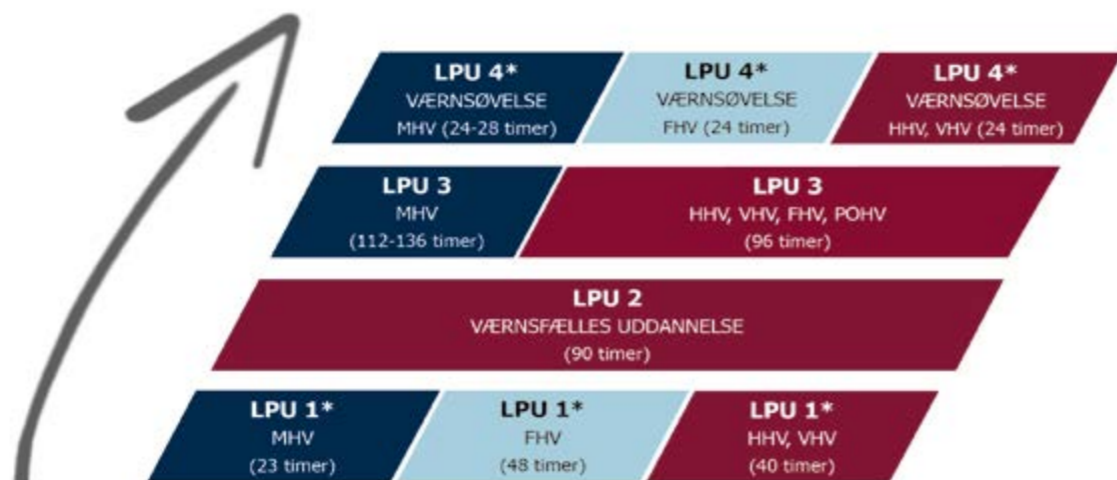 LPU 4*
VÆRNSØVELSE
MHV (24-28 timer)
LPU 4*
VÆRNSØVELSE
FHV (24 timer)
LPU 4*
VÆRNSØVELSE
HHV, VHV (24 timer)
LPU 3
MHV
(112-136 timer)
LPU 3
HHV, VHV, FHV, POHV
(96 timer)
LPU 2
VÆRNSFÆLLES UDDANNELSE
(90 timer)
LPU 1*
MHV
(23 timer)
LPU 1*
FHV
(48 timer)
LPU 1*
HHV, VHV
(40 timer)